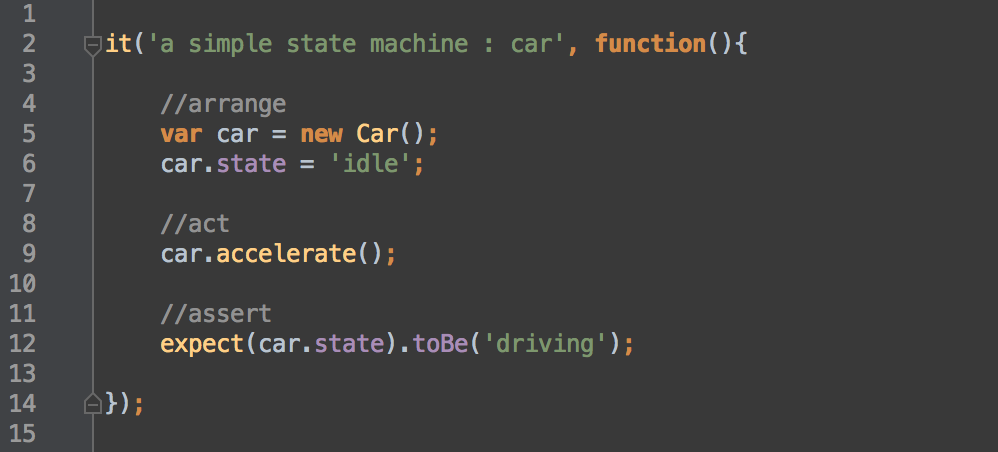 1
2 it('a simple state machine : car', function(){
3
4 //arrange
5 var car = new Car();
6 car.state = 'idle';
7
8 //act
9 car.accelerate();
10
11 //assert
12 expect(car.state).toBe('driving');
13
14 });
15